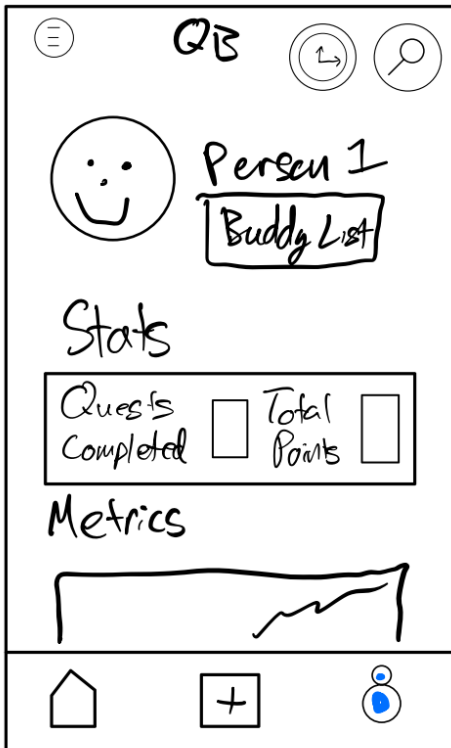 QB
Person 1
Buddy List
Stats
Quests
Completed
Total
Points
Metrics